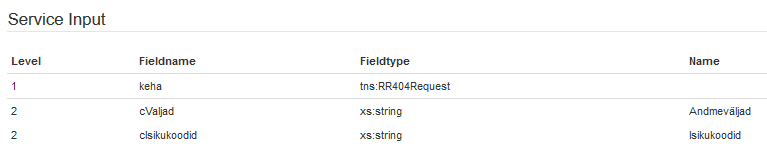 Service Input
Level Fieldname Fieldtype Name
1 keha tns:RR404Request
2 cValjad xs:string Andmeväljad
2 cIsikukoodid xs:string Isikukoodid